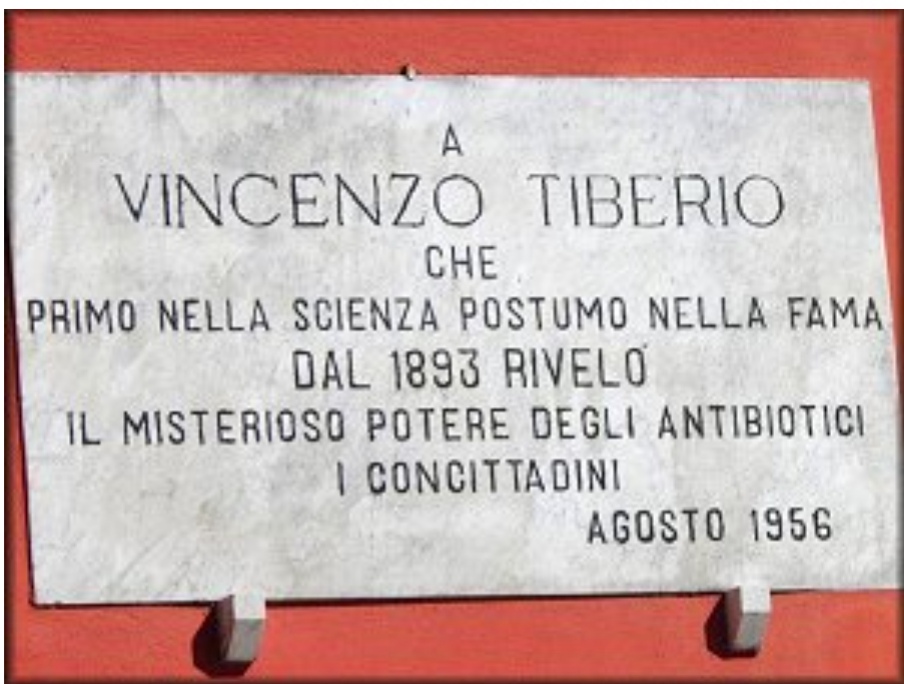 A
VINCENZO TIBERIO
CHE
PRIMO NELLA SCIENZA POSTUMO NELLA FAMA
DAL 1893 RIVELÓ
IL MISTERIOSO POTERE DEGLI ANTIBIOTICI
I CONCITTADINI
AGOSTO 1956